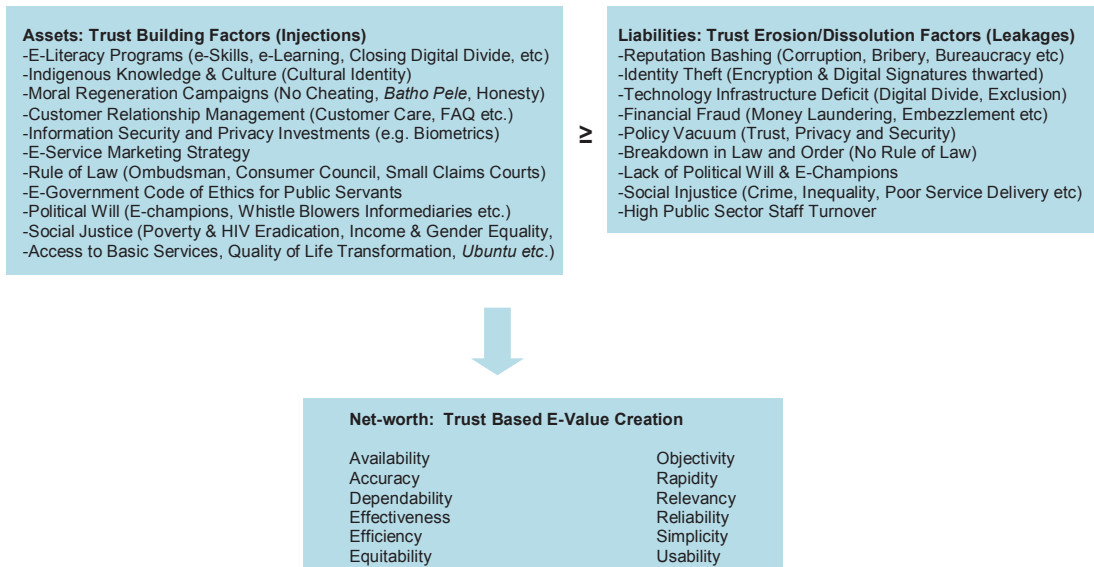 Assets: Trust Building Factors (Injections)
-E-Literacy Programs (e-Skills, e-Learning, Closing Digital Divide, etc)
-Indigenous Knowledge & Culture (Cultural Identity)
-Moral Regeneration Campaigns (No Cheating, Batho Pele, Honesty)
-Customer Relationship Management (Customer Care, FAQ etc.)
-Information Security and Privacy Investments (e.g. Biometrics)
-E-Service Marketing Strategy
-Rule of Law (Ombudsman, Consumer Council, Small Claims Courts)
-E-Government Code of Ethics for Public Servants
-Political Will (E-champions, Whistle Blowers Informediaries etc.)
-Social Justice (Poverty & HIV Eradication, Income & Gender Equality,
-Access to Basic Services, Quality of Life Transformation, Ubuntu etc.)
≥
Liabilities: Trust Erosion/Dissolution Factors (Leakages)
-Reputation Bashing (Corruption, Bribery, Bureaucracy etc)
-Identity Theft (Encryption & Digital Signatures thwarted)
-Technology Infrastructure Deficit (Digital Divide, Exclusion)
-Financial Fraud (Money Laundering, Embezzlement etc)
-Policy Vacuum (Trust, Privacy and Security)
-Breakdown in Law and Order (No Rule of Law)
-Lack of Political Will & E-Champions
-Social Injustice (Crime, Inequality, Poor Service Delivery etc)
-High Public Sector Staff Turnover
Net-worth: Trust Based E-Value Creation
Availability
Accuracy
Dependability
Effectiveness
Efficiency
Equitability
Objectivity
Rapidity
Relevancy
Reliability
Simplicity
Usability